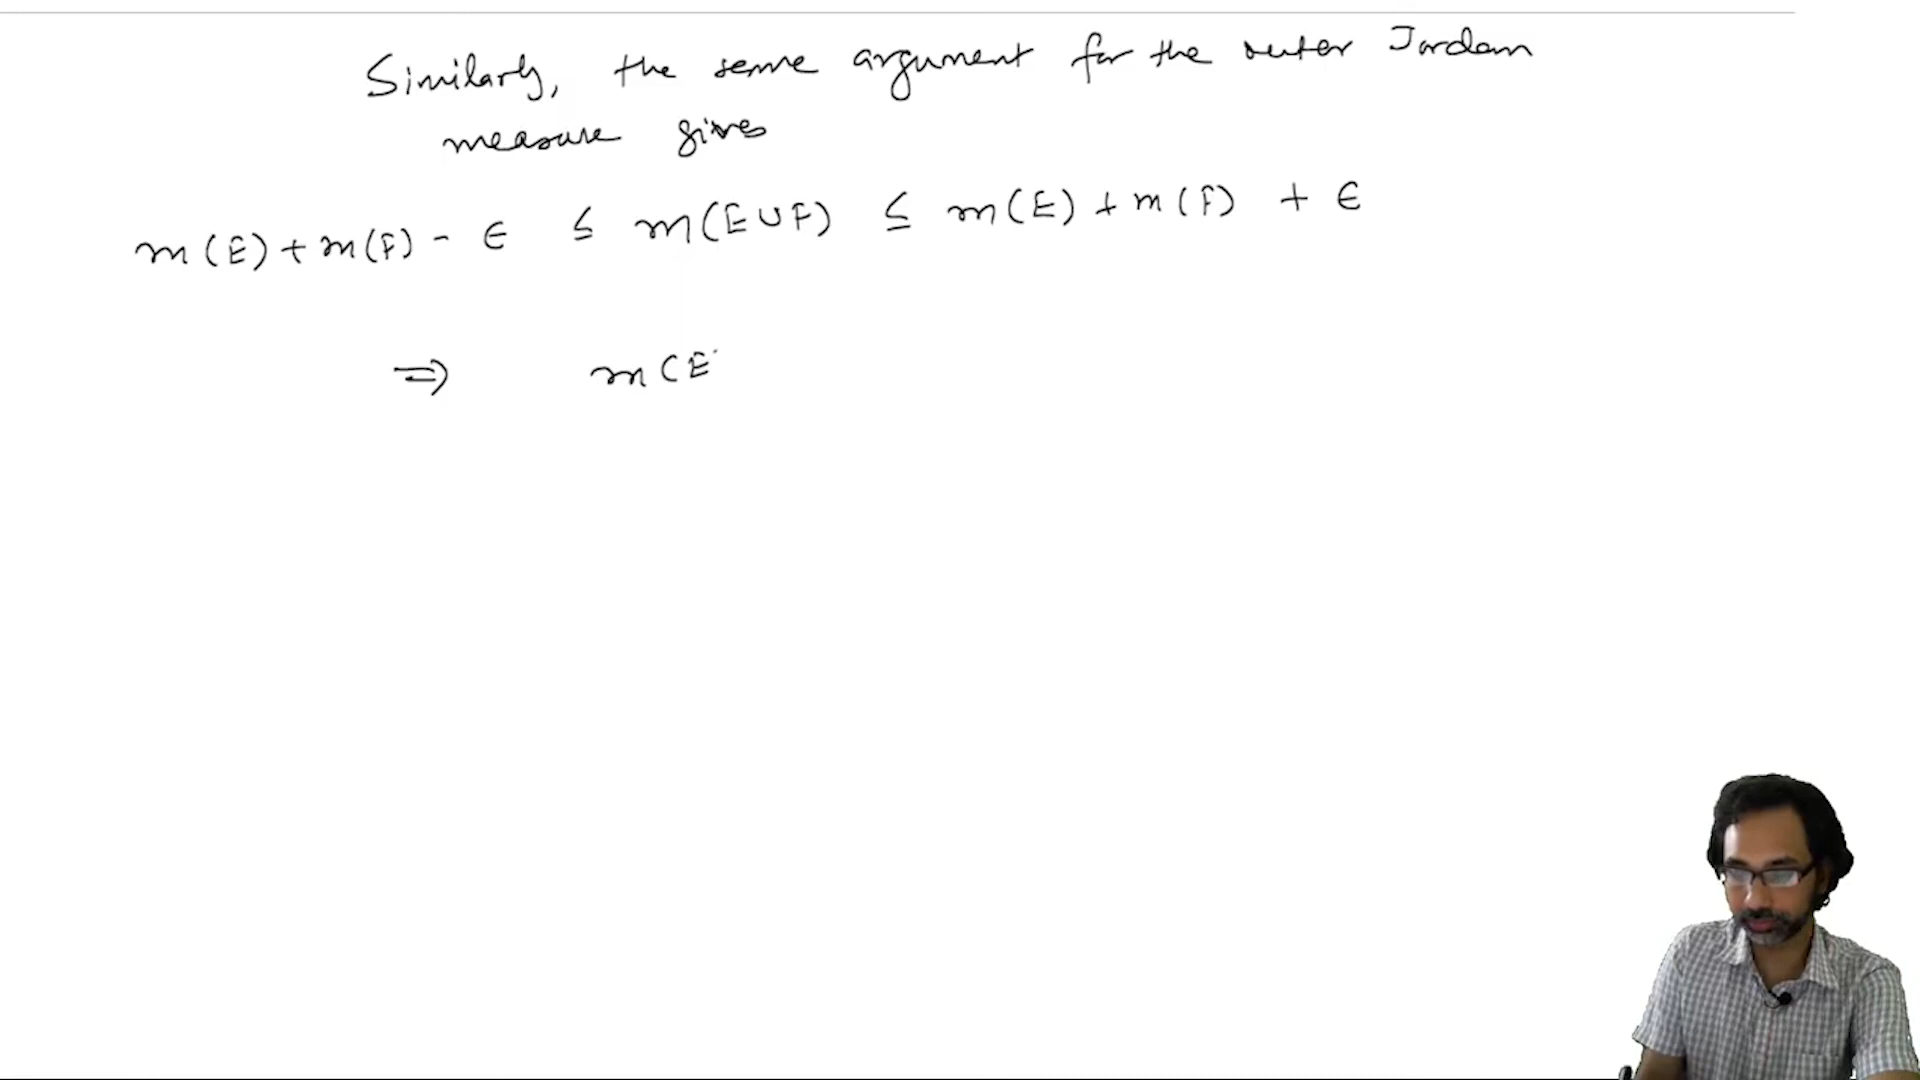 Similarly, the same argument for the outer Jordan
measure gives
m(E) + m(F) - ε ≤ m(E∪F) ≤ m(E) + m(F) + ε
⇒ m(E